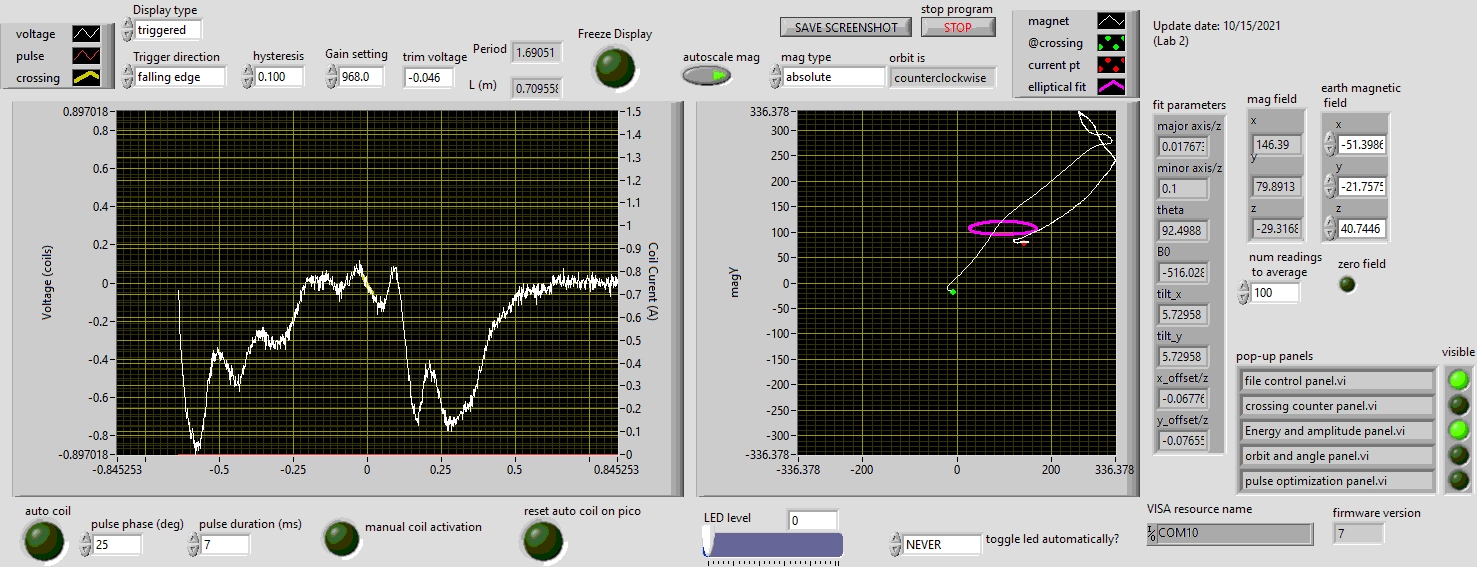 voltage
pulse
crossing
Display type
triggered
Trigger direction
falling edge
hysteresis
0.100
Gain setting
968.0
trim voltage
-0.046
Period
1.69051
L (m)
0.709558
Freeze Display
SAVE SCREENSHOT
stop program
STOP
autoscale mag
mag type
absolute
orbit is
counterclockwise
magnet
@crossing
current pt
elliptical fit
Update date: 10/15/2021
(Lab 2)
Voltage (coils)
0.897018
0.8
0.6
0.4
0.2
0
-0.2
-0.4
-0.6
-0.8
-0.897018
-0.845253
-0.5
-0.25
0
0.25
0.5
0.845253
1.5
1.4
1.3
1.2
1.1
1
0.9
0.8
0.7
0.6
0.5
0.4
0.3
0.2
0.1
0
Coil Current (A)
magY
336.378
300
250
200
150
100
50
0
-50
-100
-150
-200
-250
-300
-336.378
-336.378
-200
0
200
336.378
fit parameters
major axis/z
0.017673
minor axis/z
0.1
theta
92.4988
B0
-516.028
tilt_x
5.72958
tilt_y
5.72958
x_offset/z
-0.06776
y_offset/z
-0.07655
mag field
x
146.39
y
79.8913
z
-29.3168
earth magnetic
field
x
-51.3986
y
-21.7575
z
40.7446
num readings
to average
100
zero field
pop-up panels
visible
file control panel.vi
crossing counter panel.vi
Energy and amplitude panel.vi
orbit and angle panel.vi
pulse optimization panel.vi
auto coil
pulse phase (deg)
25
pulse duration (ms)
7
manual coil activation
reset auto coil on pico
LED level
0
NEVER
toggle led automatically?
VISA resource name
COM10
firmware version
7